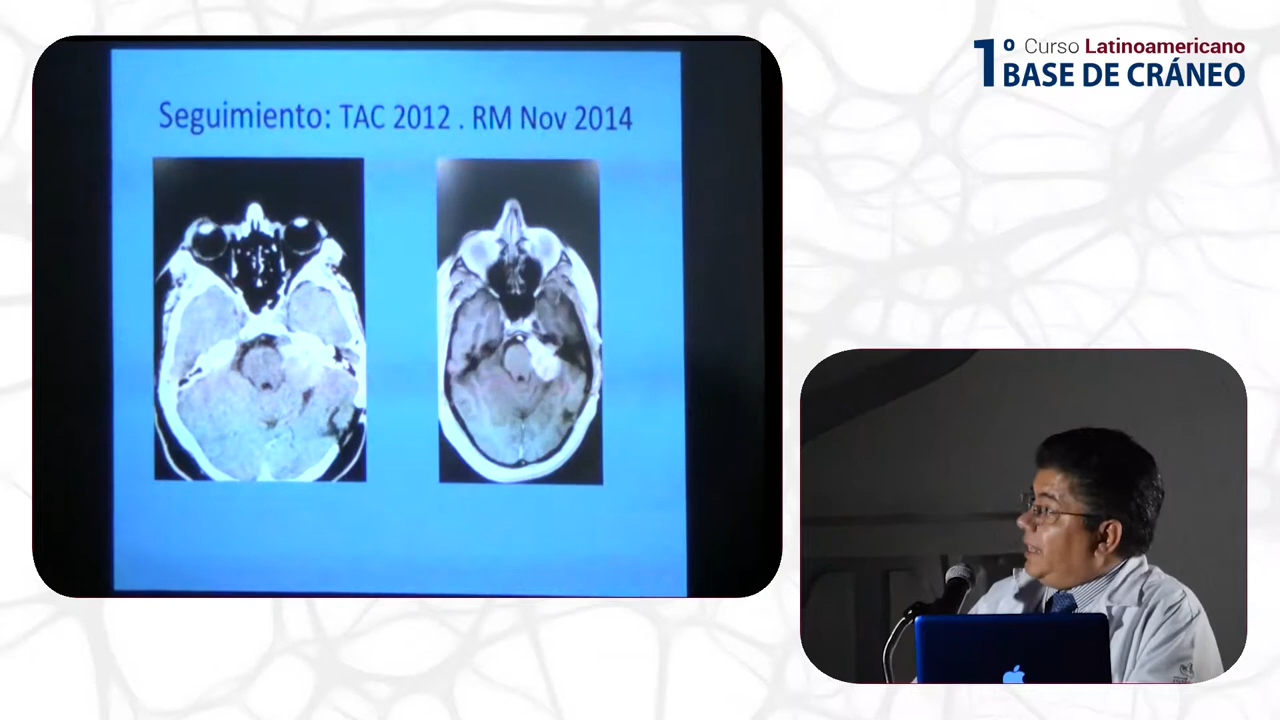 1º Curso Latinoamericano
BASE DE CRÁNEO
Seguimiento: TAC 2012 . RM Nov 2014